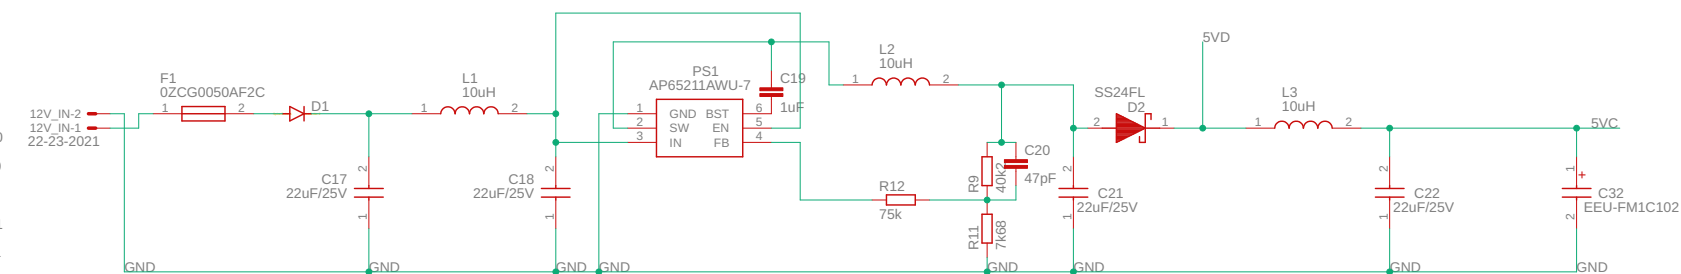 12V_IN-2
12V_IN-1
22-23-2021
F1
0ZCG0050AF2C
1 2
D1
L1
10uH
1 2
C17
22uF/25V
2
1
C18
22uF/25V
2
1
PS1
AP65211AWU-7
1 GND BST 6
2 SW EN 5
3 IN FB 4
C19
1uF
L2
10uH
1 2
R12
75k
R9
40k2
C20
47pF
R11
7k68
C21
22uF/25V
2
1
SS24FL
D2
2 1
5VD
L3
10uH
1 2
C22
22uF/25V
2
1
5VC
C32
EEU-FM1C102
1
+
2
GND
GND
GND
GND
GND
GND
GND
GND